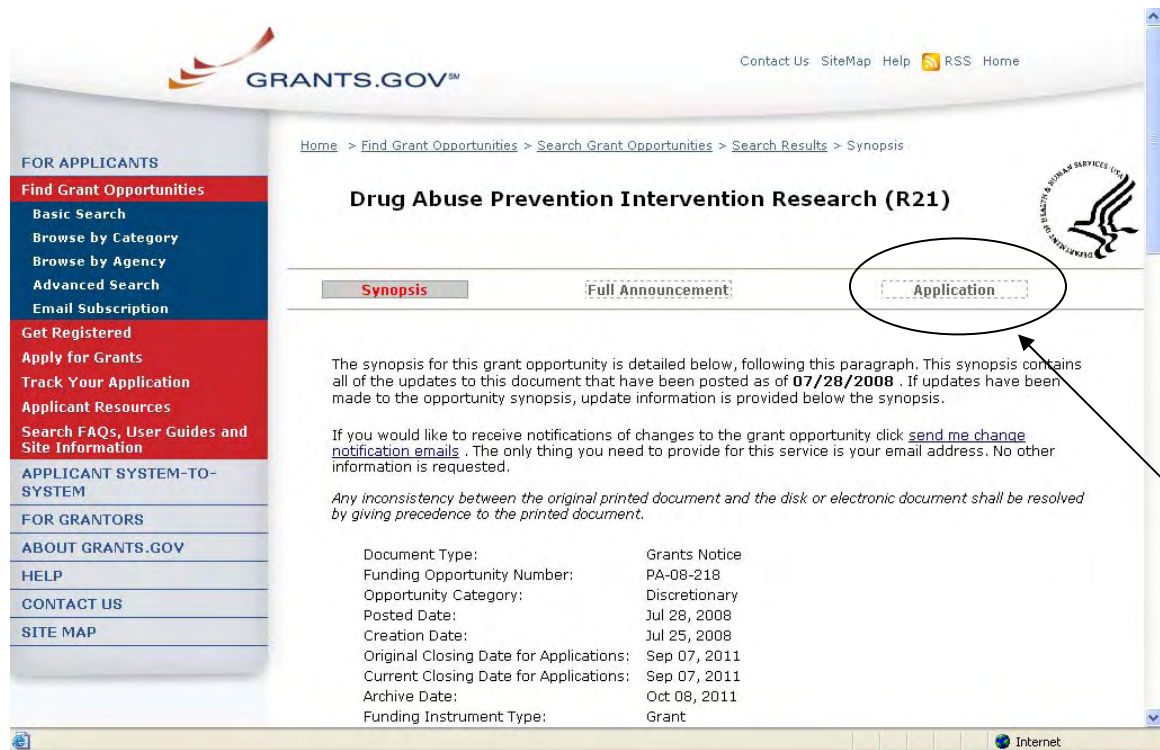 GRANTS.GOV℠
Contact Us SiteMap Help RSS Home
Home > Find Grant Opportunities > Search Grant Opportunities > Search Results > Synopsis
FOR APPLICANTS
Find Grant Opportunities
Basic Search
Browse by Category
Browse by Agency
Advanced Search
Email Subscription
Get Registered
Apply for Grants
Track Your Application
Applicant Resources
Search FAQs, User Guides and
Site Information
APPLICANT SYSTEM-TO-
SYSTEM
FOR GRANTORS
ABOUT GRANTS.GOV
HELP
CONTACT US
SITE MAP
Drug Abuse Prevention Intervention Research (R21)
DEPARTMENT OF HEALTH & HUMAN SERVICES · USA
Synopsis Full Announcement Application
The synopsis for this grant opportunity is detailed below, following this paragraph. This synopsis contains
all of the updates to this document that have been posted as of 07/28/2008 . If updates have been
made to the opportunity synopsis, update information is provided below the synopsis.
If you would like to receive notifications of changes to the grant opportunity click send me change
notification emails . The only thing you need to provide for this service is your email address. No other
information is requested.
Any inconsistency between the original printed document and the disk or electronic document shall be resolved
by giving precedence to the printed document.
Document Type: Grants Notice
Funding Opportunity Number: PA-08-218
Opportunity Category: Discretionary
Posted Date: Jul 28, 2008
Creation Date: Jul 25, 2008
Original Closing Date for Applications: Sep 07, 2011
Current Closing Date for Applications: Sep 07, 2011
Archive Date: Oct 08, 2011
Funding Instrument Type: Grant
Internet